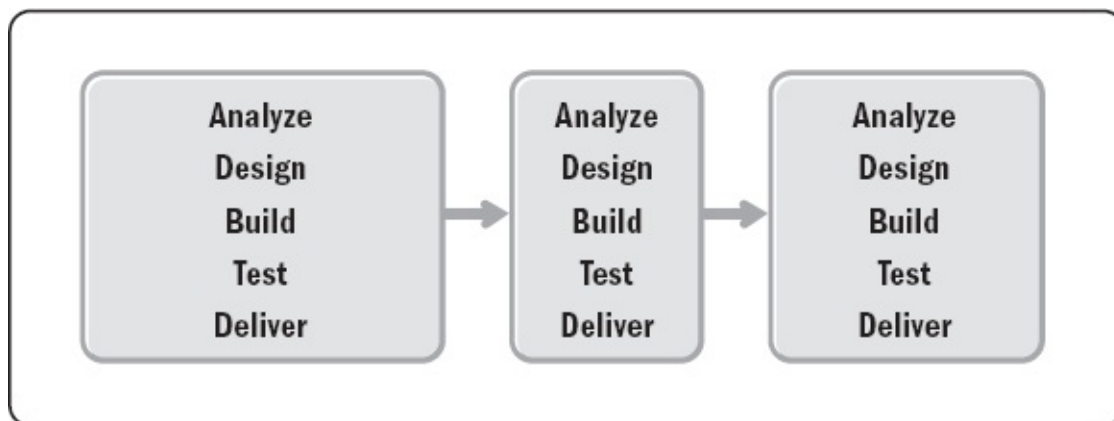 Analyze
Design
Build
Test
Deliver
Analyze
Design
Build
Test
Deliver
Analyze
Design
Build
Test
Deliver